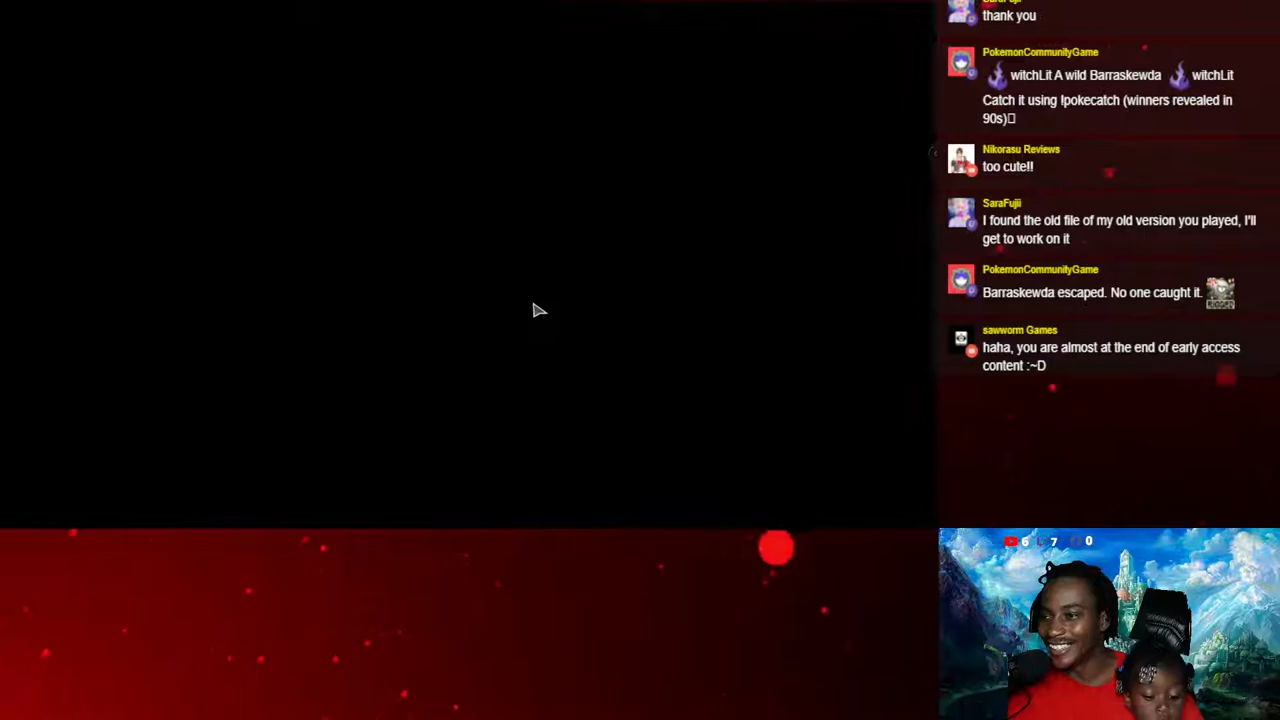 thank you
PokemonCommunityGame
witchLit A wild Barraskewda witchLit
Catch it using !pokecatch (winners revealed in
90s)
Nikorasu Reviews
too cute!!
SaraFujii
I found the old file of my old version you played, I'll
get to work on it
PokemonCommunityGame
Barraskewda escaped. No one caught it.
sawworm Games
haha, you are almost at the end of early access
content :~D
6 7 0